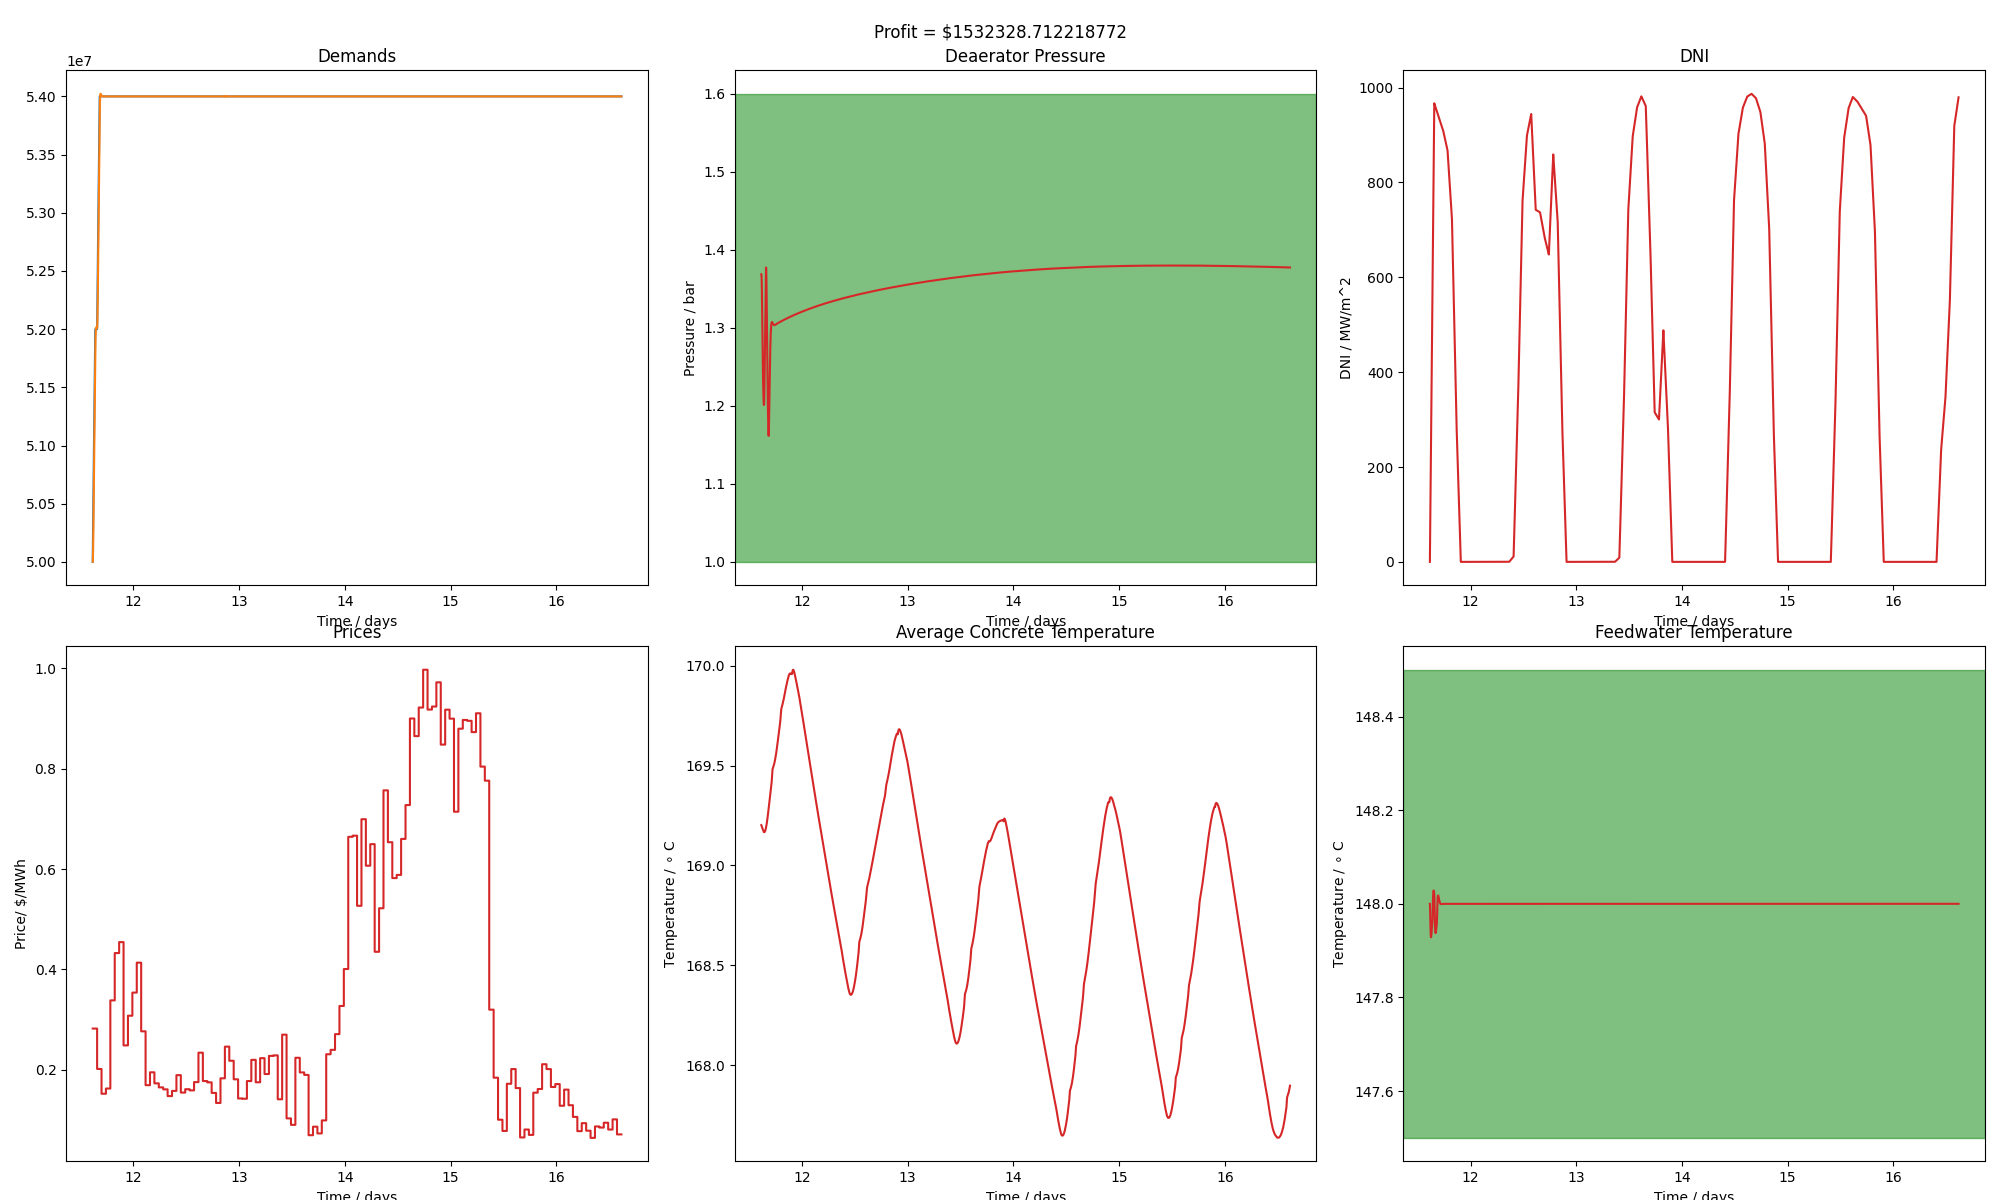 Profit = $1532328.712218772
Demands
1e7
5.40
5.35
5.30
5.25
5.20
5.15
5.10
5.05
5.00
12 13 14 15 16
Time / days
Deaerator Pressure
Pressure / bar
1.6
1.5
1.4
1.3
1.2
1.1
1.0
12 13 14 15 16
Time / days
DNI
DNI / MW/m^2
1000
800
600
400
200
0
12 13 14 15 16
Time / days
Prices
Price/ $/MWh
1.0
0.8
0.6
0.4
0.2
12 13 14 15 16
Time / days
Average Concrete Temperature
Temperature / ∘ C
170.0
169.5
169.0
168.5
168.0
12 13 14 15 16
Time / days
Feedwater Temperature
Temperature / ∘ C
148.4
148.2
148.0
147.8
147.6
12 13 14 15 16
Time / days